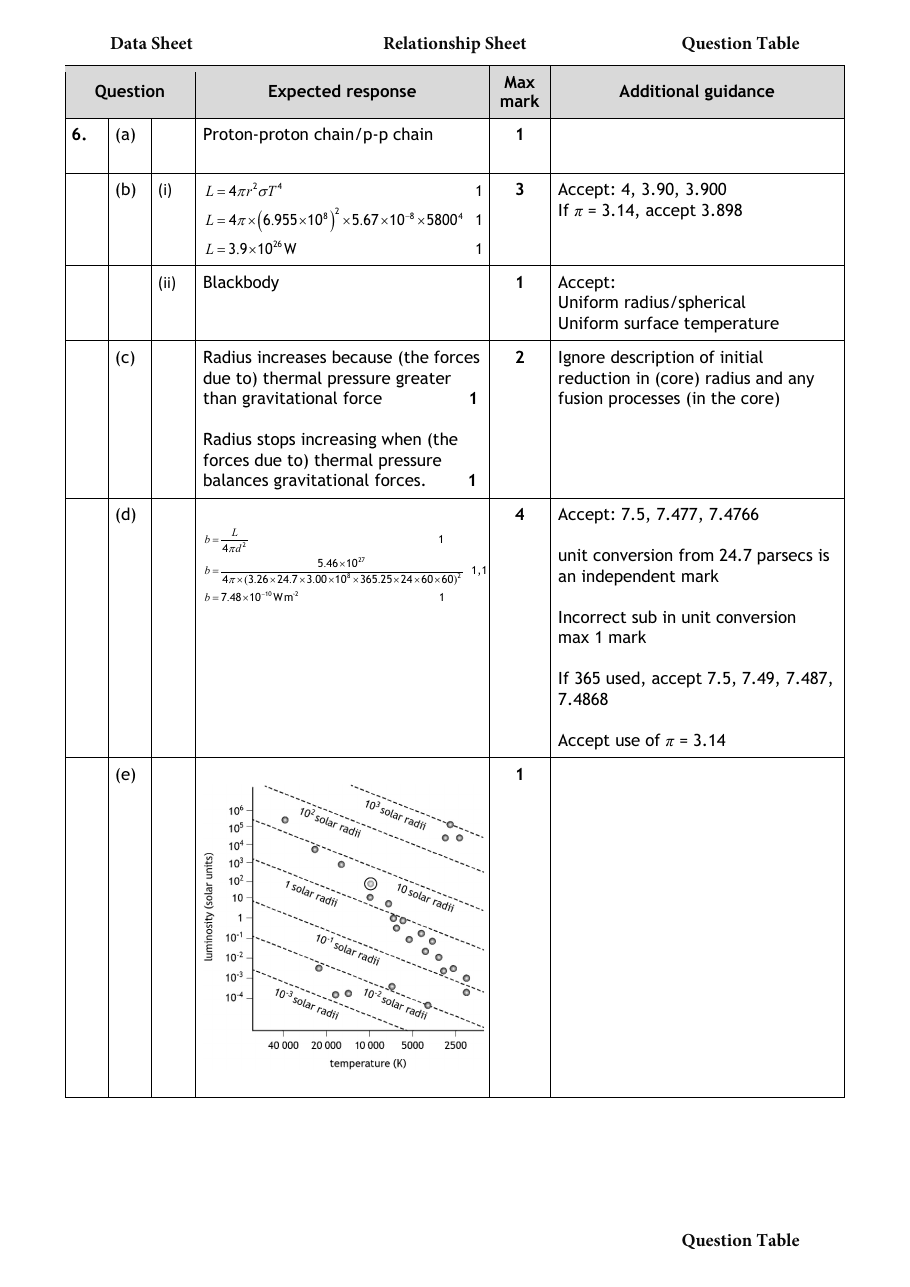 Data Sheet Relationship Sheet Question Table
Question Expected response Max mark Additional guidance
6. (a) Proton-proton chain/p-p chain 1
(b) (i) L = 4πr²σT⁴ 1 3 Accept: 4, 3.90, 3.900
If π = 3.14, accept 3.898
L = 4π×(6.955×10⁸)²×5.67×10⁻⁸×5800⁴ 1
L = 3.9×10²⁶ W 1
(ii) Blackbody 1 Accept:
Uniform radius/spherical
Uniform surface temperature
(c) Radius increases because (the forces
due to) thermal pressure greater
than gravitational force 1
Radius stops increasing when (the
forces due to) thermal pressure
balances gravitational forces. 1
2
Ignore description of initial
reduction in (core) radius and any
fusion processes (in the core)
(d) b = L / 4πd² 1
b = 5.46×10²⁷ / 4π×(3.26×24.7×3.00×10⁸×365.25×24×60×60)² 1,1
b = 7.48×10⁻¹⁰ W m⁻² 1
4
Accept: 7.5, 7.477, 7.4766
unit conversion from 24.7 parsecs is
an independent mark
Incorrect sub in unit conversion
max 1 mark
If 365 used, accept 7.5, 7.49, 7.487,
7.4868
Accept use of π = 3.14
(e) 1
luminosity (solar units)
10⁶
10⁵
10⁴
10³
10²
10
1
10⁻¹
10⁻²
10⁻³
10⁻⁴
10³ solar radii
10² solar radii
10 solar radii
1 solar radii
10⁻¹ solar radii
10⁻² solar radii
10⁻³ solar radii
40 000 20 000 10 000 5000 2500
temperature (K)
Question Table